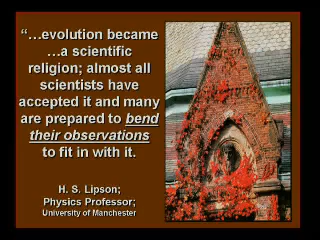 “…evolution became
…a scientific
religion; almost all
scientists have
accepted it and many
are prepared to bend
their observations
to fit in with it.
H. S. Lipson;
Physics Professor;
University of Manchester